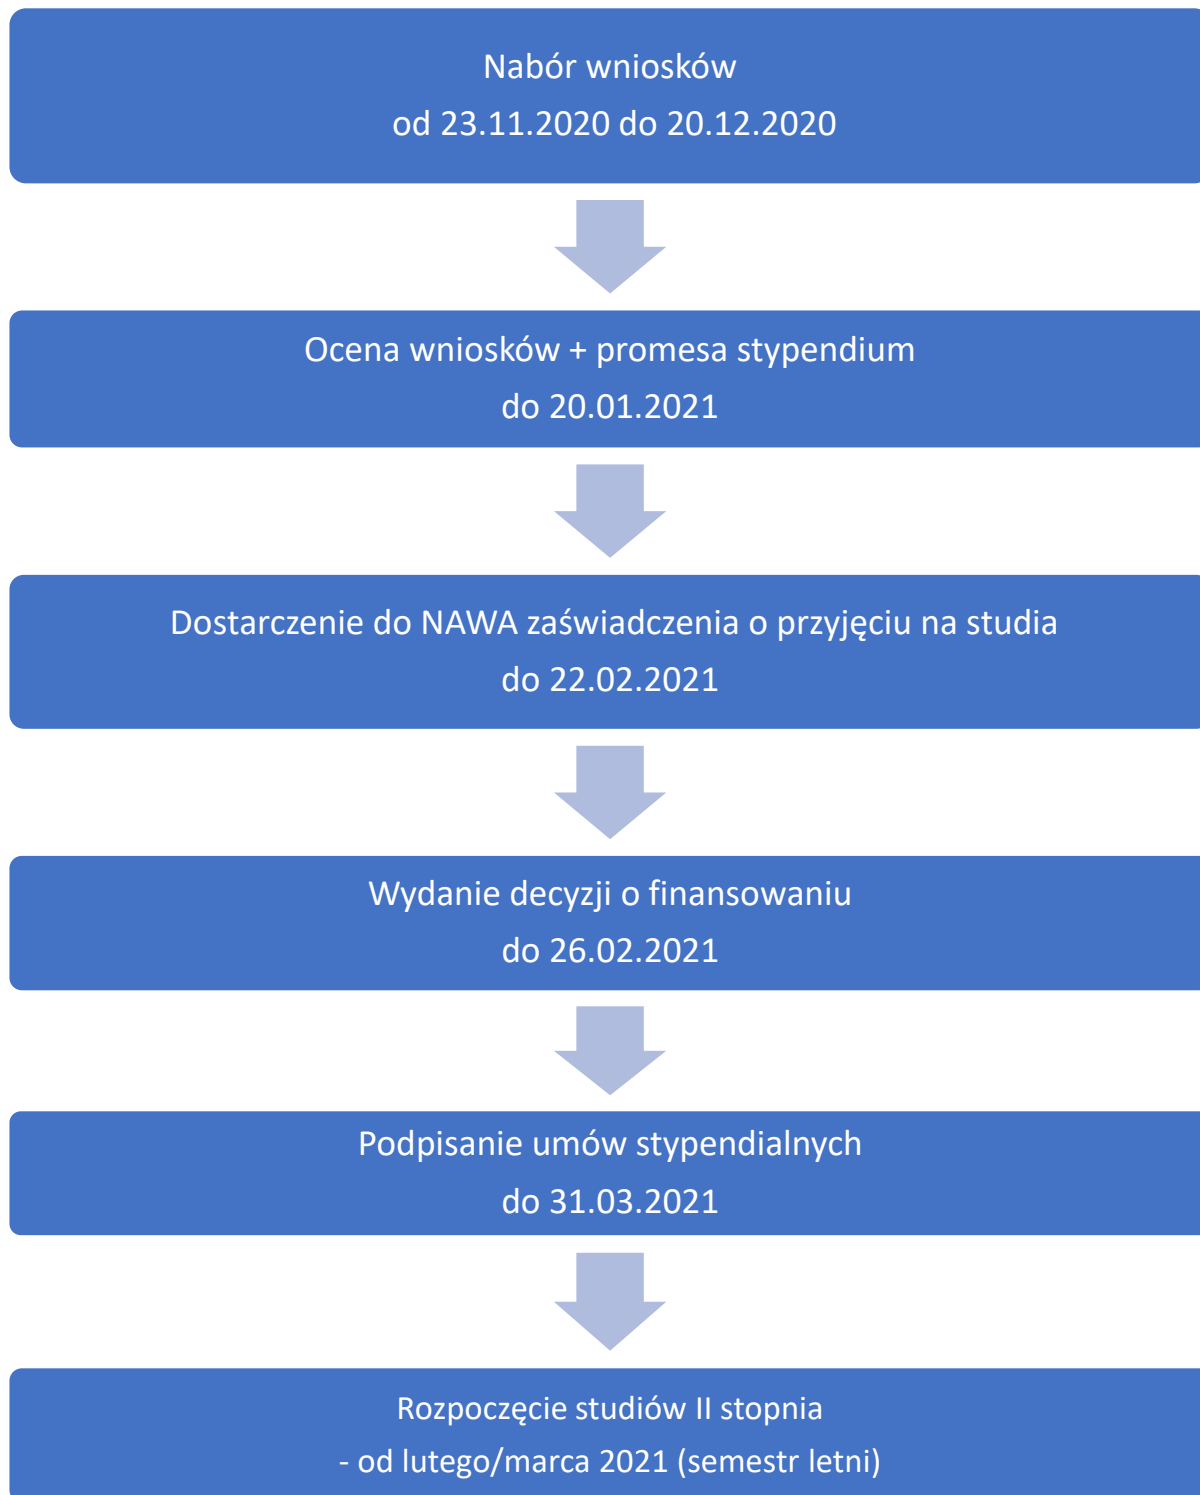 Nabór wniosków
od 23.11.2020 do 20.12.2020
Ocena wniosków + promesa stypendium
do 20.01.2021
Dostarczenie do NAWA zaświadczenia o przyjęciu na studia
do 22.02.2021
Wydanie decyzji o finansowaniu
do 26.02.2021
Podpisanie umów stypendialnych
do 31.03.2021
Rozpoczęcie studiów II stopnia
- od lutego/marca 2021 (semestr letni)